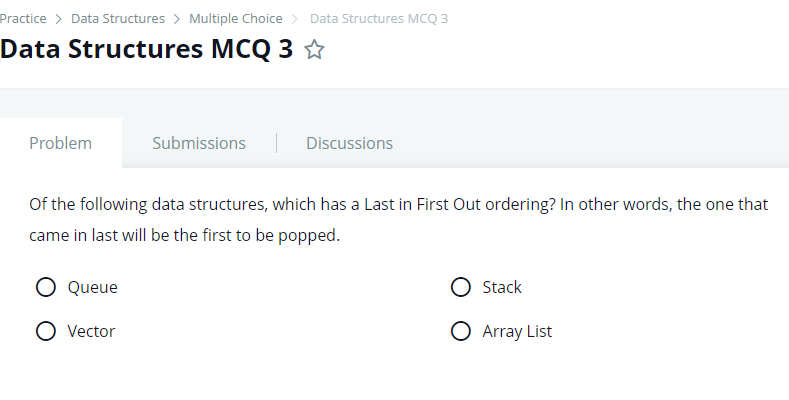 Practice > Data Structures > Multiple Choice > Data Structures MCQ 3
Data Structures MCQ 3 ☆
Problem Submissions Discussions
Of the following data structures, which has a Last in First Out ordering? In other words, the one that
came in last will be the first to be popped.
Queue Stack
Vector Array List